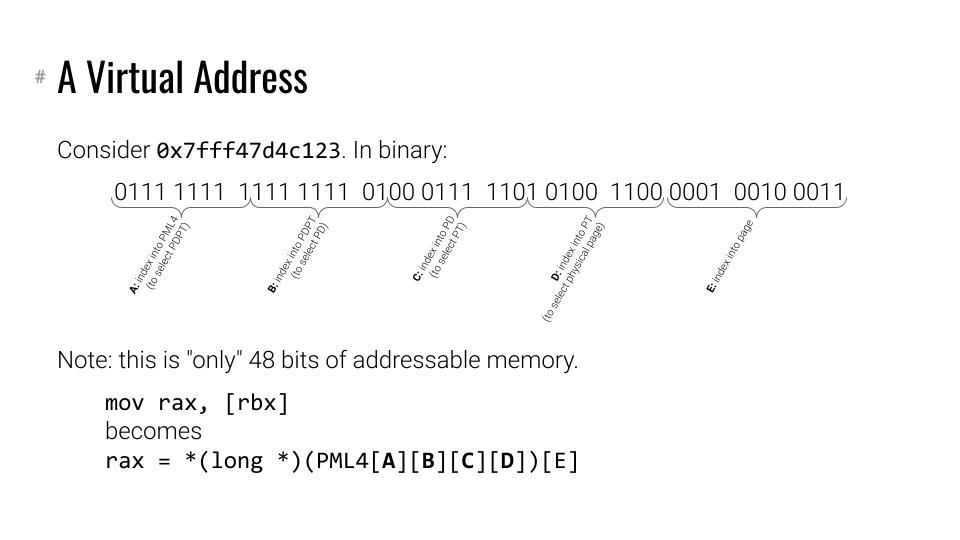 # A Virtual Address
Consider 0x7fff47d4c123. In binary:
0111 1111 1111 1111 0100 0111 1101 0100 1100 0001 0010 0011
A: index into PML4
(to select PDPT)
B: index into PDPT
(to select PD)
C: index into PD
(to select PT)
D: index into PT
(to select physical page)
E: index into page
Note: this is "only" 48 bits of addressable memory.
mov rax, [rbx]
becomes
rax = *(long *)(PML4[A][B][C][D])[E]